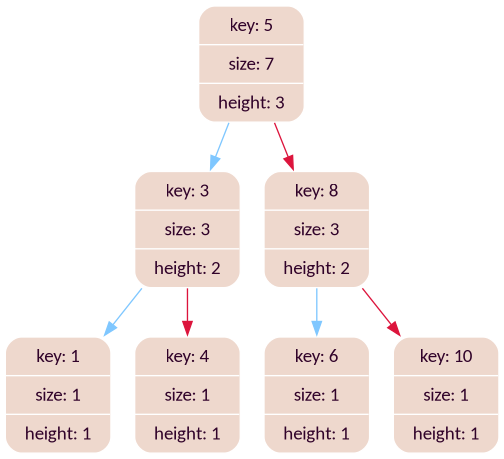 key: 5
size: 7
height: 3
key: 3
size: 3
height: 2
key: 8
size: 3
height: 2
key: 1
size: 1
height: 1
key: 4
size: 1
height: 1
key: 6
size: 1
height: 1
key: 10
size: 1
height: 1